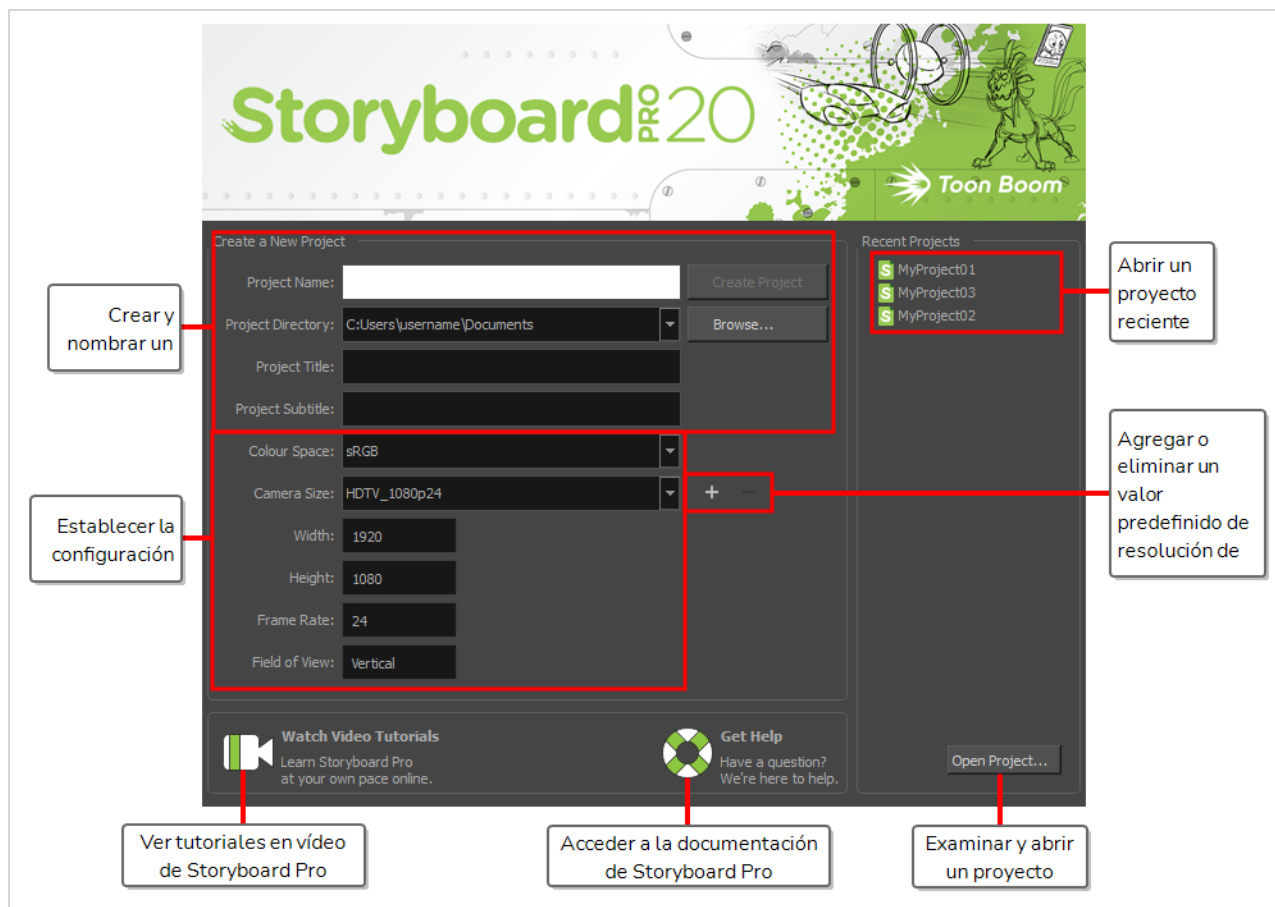 Storyboard PRO 20
Toon Boom
Create a New Project
Project Name:
Create Project
Project Directory: C:Users\username\Documents
Browse...
Project Title:
Project Subtitle:
Colour Space: sRGB
Camera Size: HDTV_1080p24
+ −
Width: 1920
Height: 1080
Frame Rate: 24
Field of View: Vertical
Recent Projects
S MyProject01
S MyProject03
S MyProject02
Watch Video Tutorials
Learn Storyboard Pro
at your own pace online.
Get Help
Have a question?
We're here to help.
Open Project...
Crear y
nombrar un
Establecer la
configuración
Abrir un
proyecto
reciente
Agregar o
eliminar un
valor
predefinido de
resolución de
Ver tutoriales en vídeo
de Storyboard Pro
Acceder a la documentación
de Storyboard Pro
Examinar y abrir
un proyecto